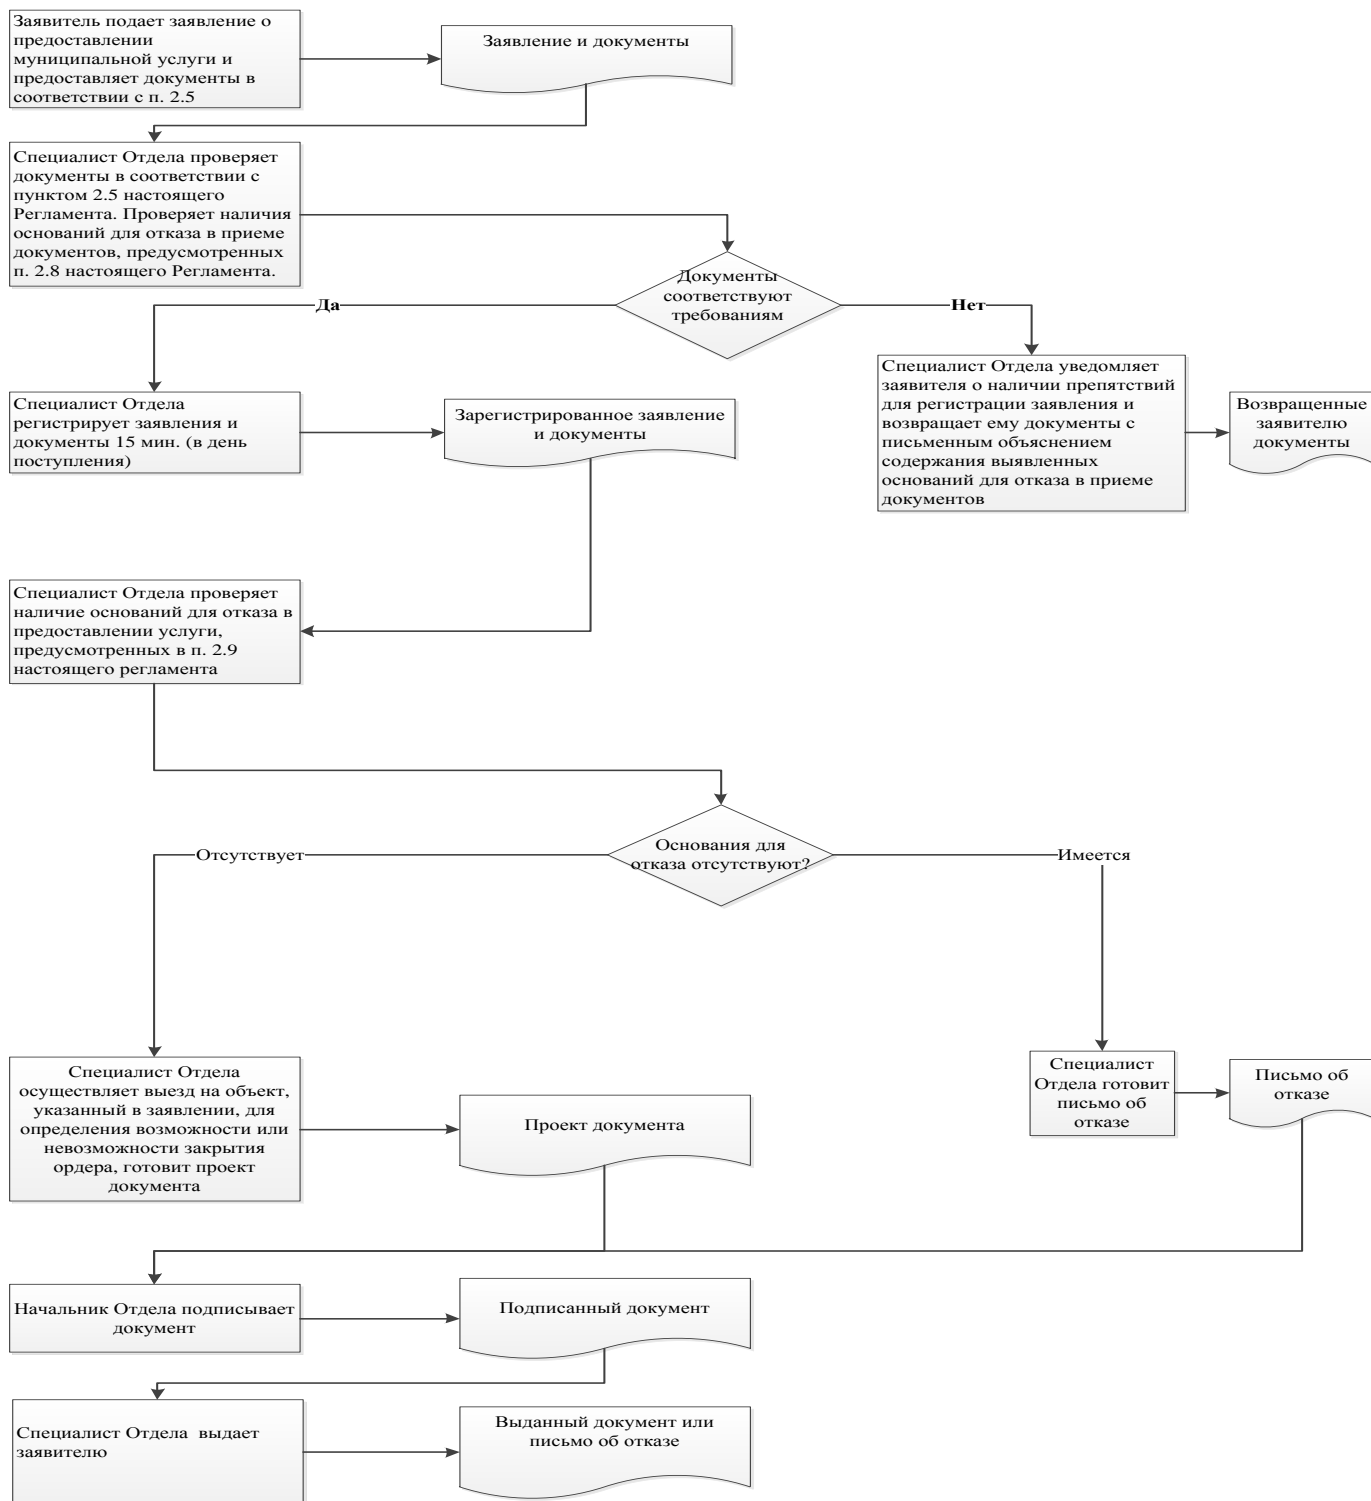 Заявитель подает заявление о
предоставлении
муниципальной услуги и
предоставляет документы в
соответствии с п. 2.5
Заявление и документы
Специалист Отдела проверяет
документы в соответствии с
пунктом 2.5 настоящего
Регламента. Проверяет наличия
оснований для отказа в приеме
документов, предусмотренных
п. 2.8 настоящего Регламента.
Документы
соответствуют
требованиям
Да
Нет
Специалист Отдела
регистрирует заявления и
документы 15 мин. (в день
поступления)
Зарегистрированное заявление
и документы
Специалист Отдела уведомляет
заявителя о наличии препятствий
для регистрации заявления и
возвращает ему документы с
письменным объяснением
содержания выявленных
оснований для отказа в приеме
документов
Возвращенные
заявителю
документы
Специалист Отдела проверяет
наличие оснований для отказа в
предоставлении услуги,
предусмотренных в п. 2.9
настоящего регламента
Основания для
отказа отсутствуют?
Отсутствует
Имеется
Специалист Отдела
осуществляет выезд на объект,
указанный в заявлении, для
определения возможности или
невозможности закрытия
ордера, готовит проект
документа
Проект документа
Специалист
Отдела готовит
письмо об
отказе
Письмо об
отказе
Начальник Отдела подписывает
документ
Подписанный документ
Специалист Отдела  выдает
заявителю
Выданный документ или
письмо об отказе